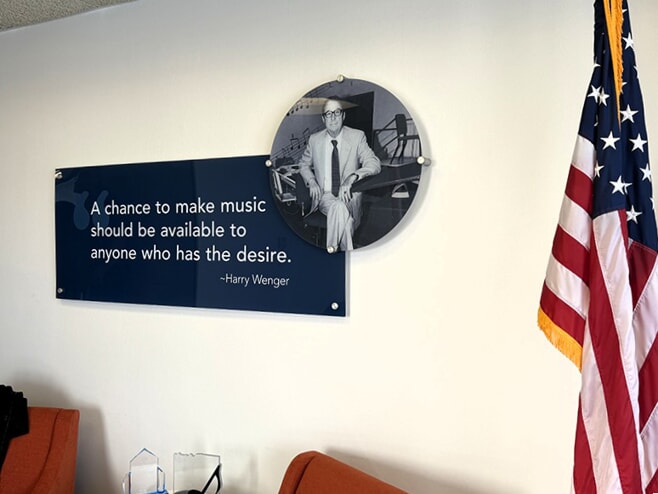 A chance to make music
should be available to
anyone who has the desire.
~Harry Wenger